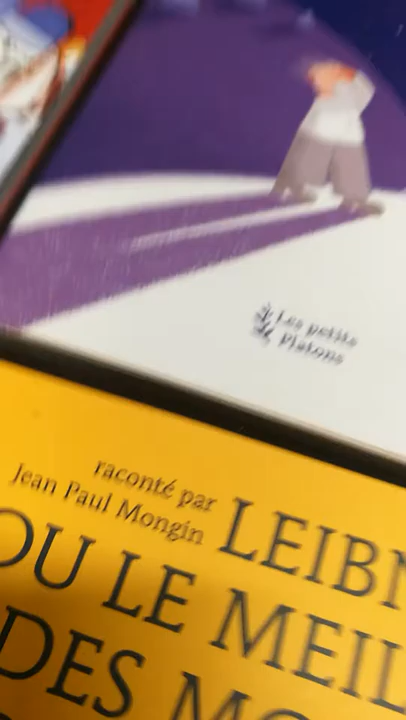 Les petits
Platons
raconté par
Jean Paul Mongin
LEIBN
OU LE MEIL
DES MO